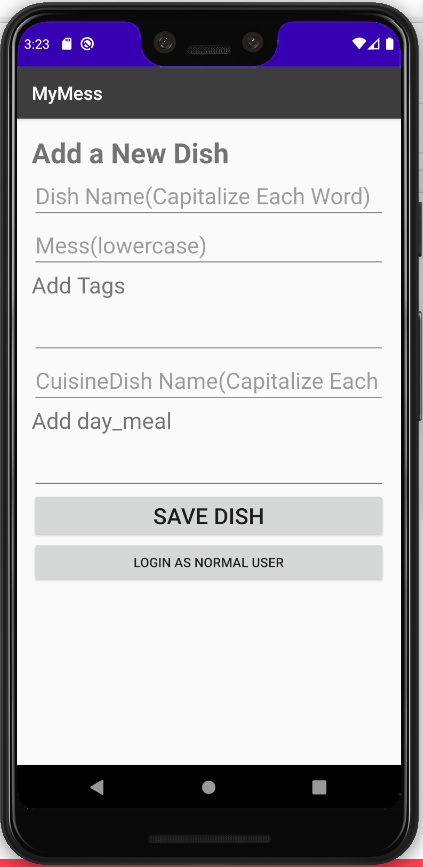 3:23
MyMess
Add a New Dish
Dish Name(Capitalize Each Word)
Mess(lowercase)
Add Tags
CuisineDish Name(Capitalize Each
Add day_meal
SAVE DISH
LOGIN AS NORMAL USER